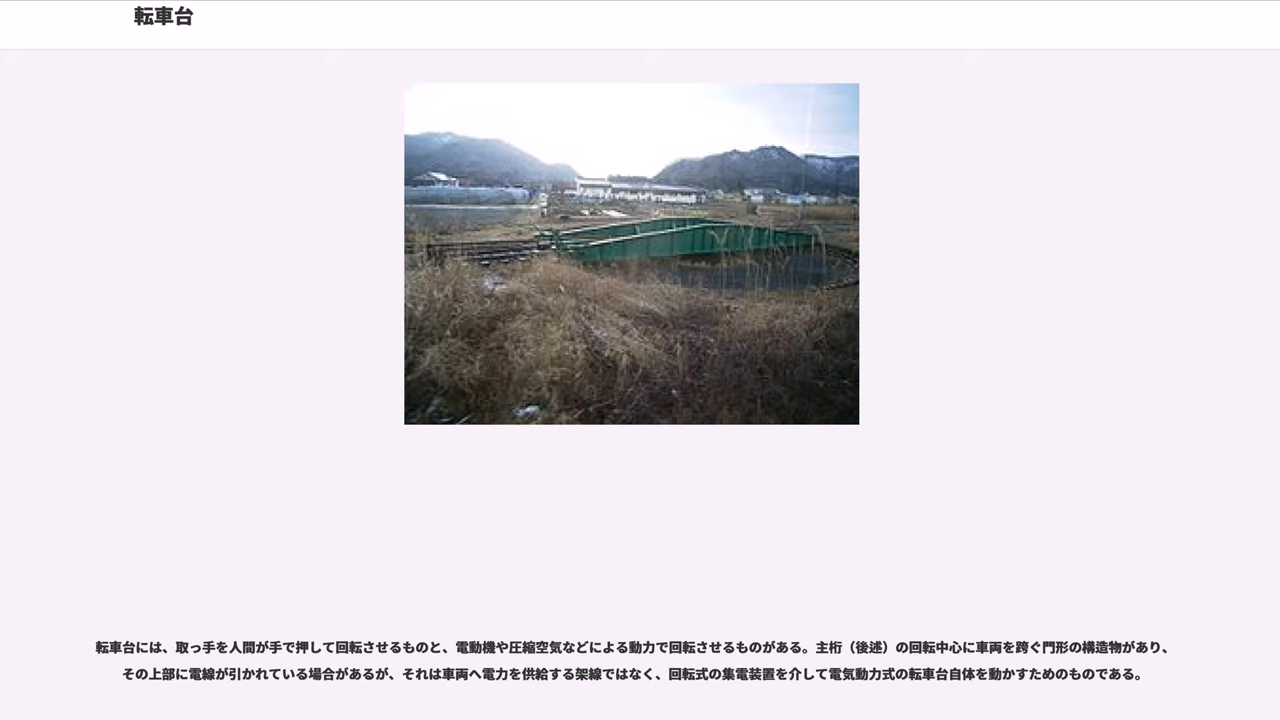 転車台
転車台には、取っ手を人間が手で押して回転させるものと、電動機や圧縮空気などによる動力で回転させるものがある。主桁（後述）の回転中心に車両を跨ぐ門形の構造物があり、
その上部に電線が引かれている場合があるが、それは車両へ電力を供給する架線ではなく、回転式の集電装置を介して電気動力式の転車台自体を動かすためのものである。